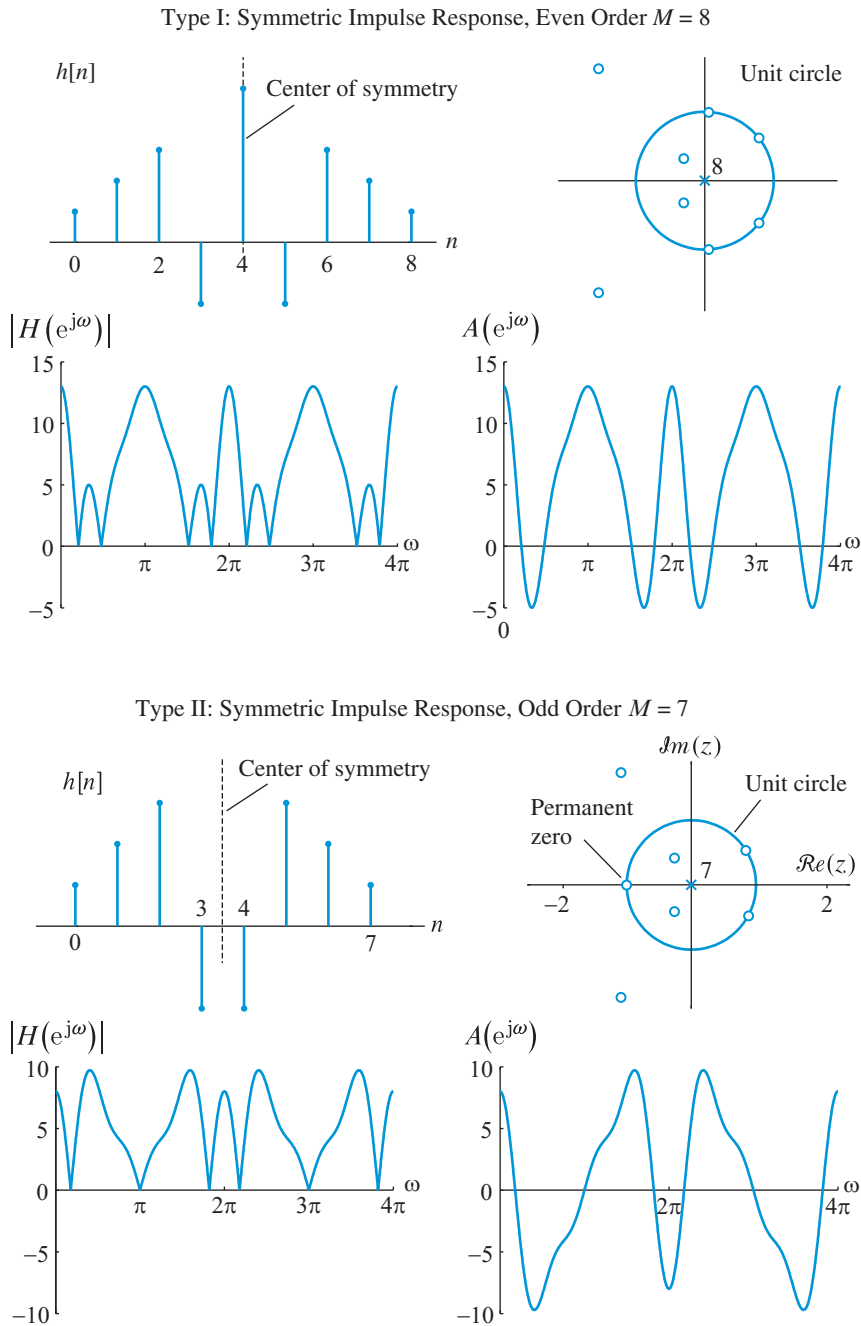 Type I: Symmetric Impulse Response, Even Order M = 8
h[n]
Center of symmetry
0 2 4 6 8 n
Unit circle
8
|H(e^jω)|
15
10
5
0
−5
π 2π 3π 4π
ω
A(e^jω)
15
10
5
0
−5
0
π 2π 3π 4π
ω
Type II: Symmetric Impulse Response, Odd Order M = 7
h[n]
Center of symmetry
3 4
0 7 n
ℐm(z)
Unit circle
Permanent
zero
7
ℛe(z)
−2 2
|H(e^jω)|
10
5
0
−5
−10
π 2π 3π 4π
ω
A(e^jω)
10
5
0
−5
−10
2π 4π
ω